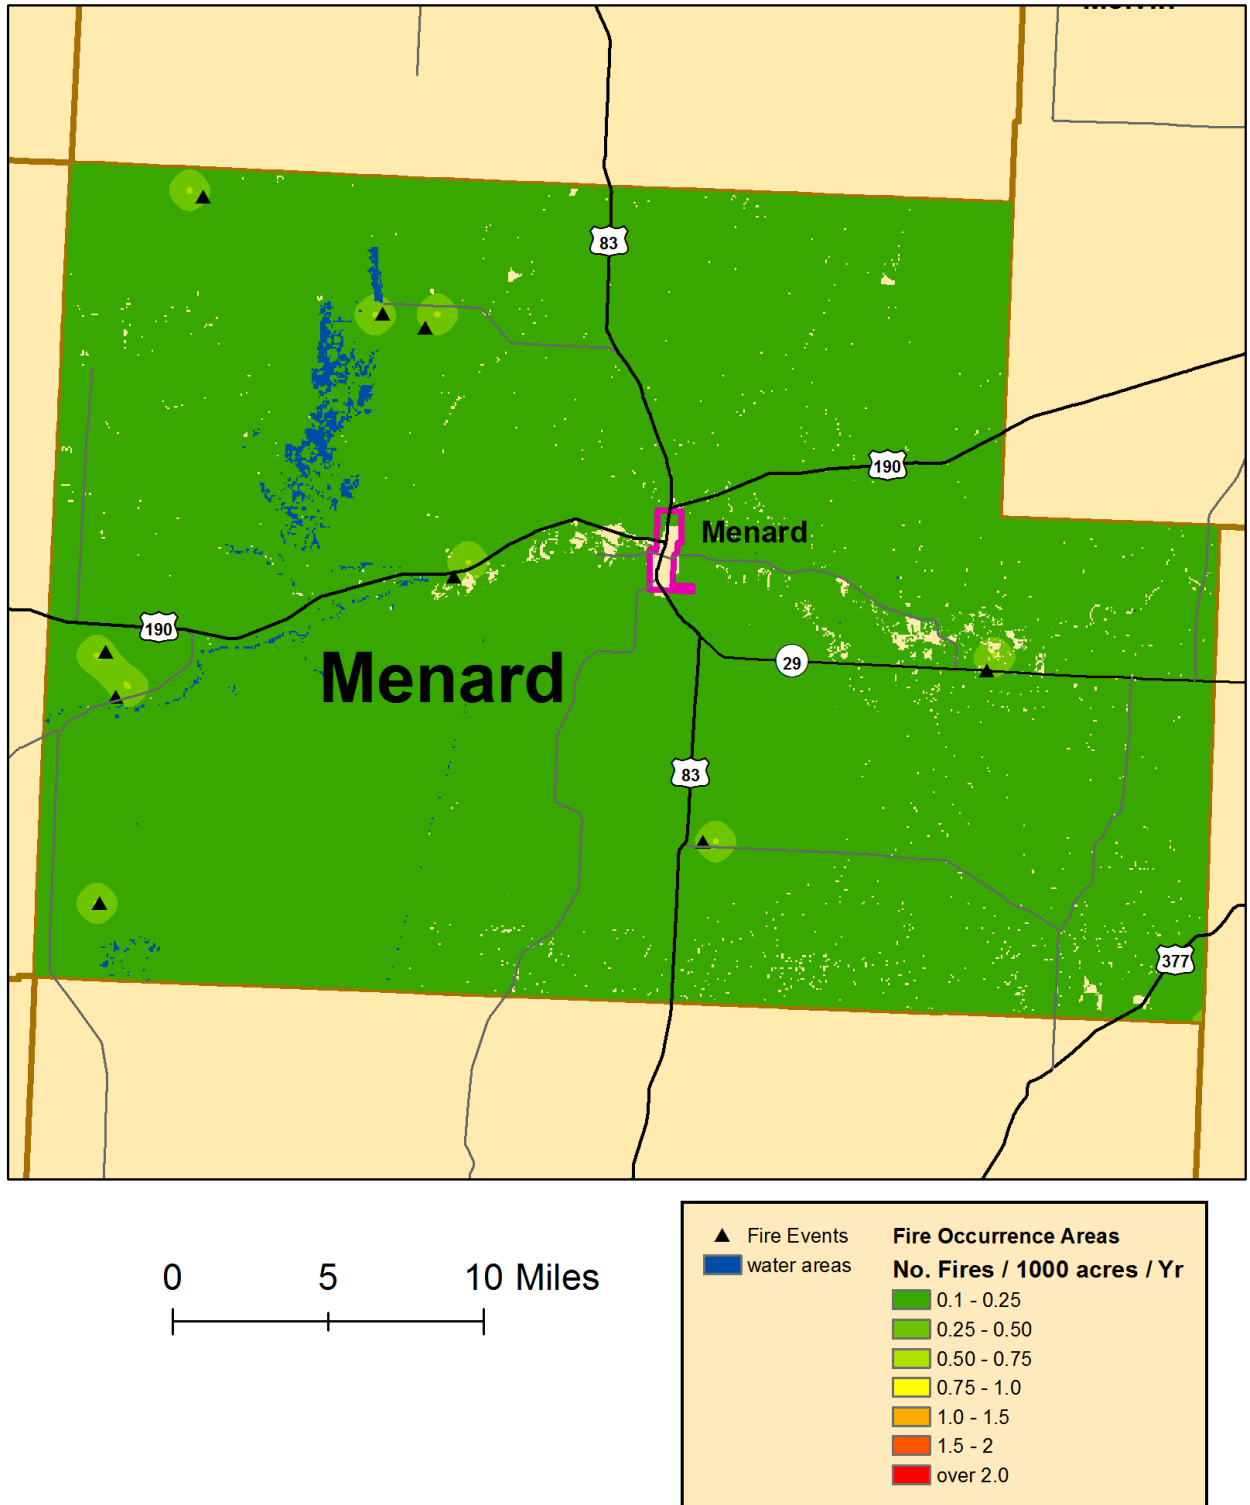 83
190
Menard
190
Menard
29
83
377
0 5 10 Miles
Fire Events
water areas
Fire Occurrence Areas
No. Fires / 1000 acres / Yr
0.1 - 0.25
0.25 - 0.50
0.50 - 0.75
0.75 - 1.0
1.0 - 1.5
1.5 - 2
over 2.0